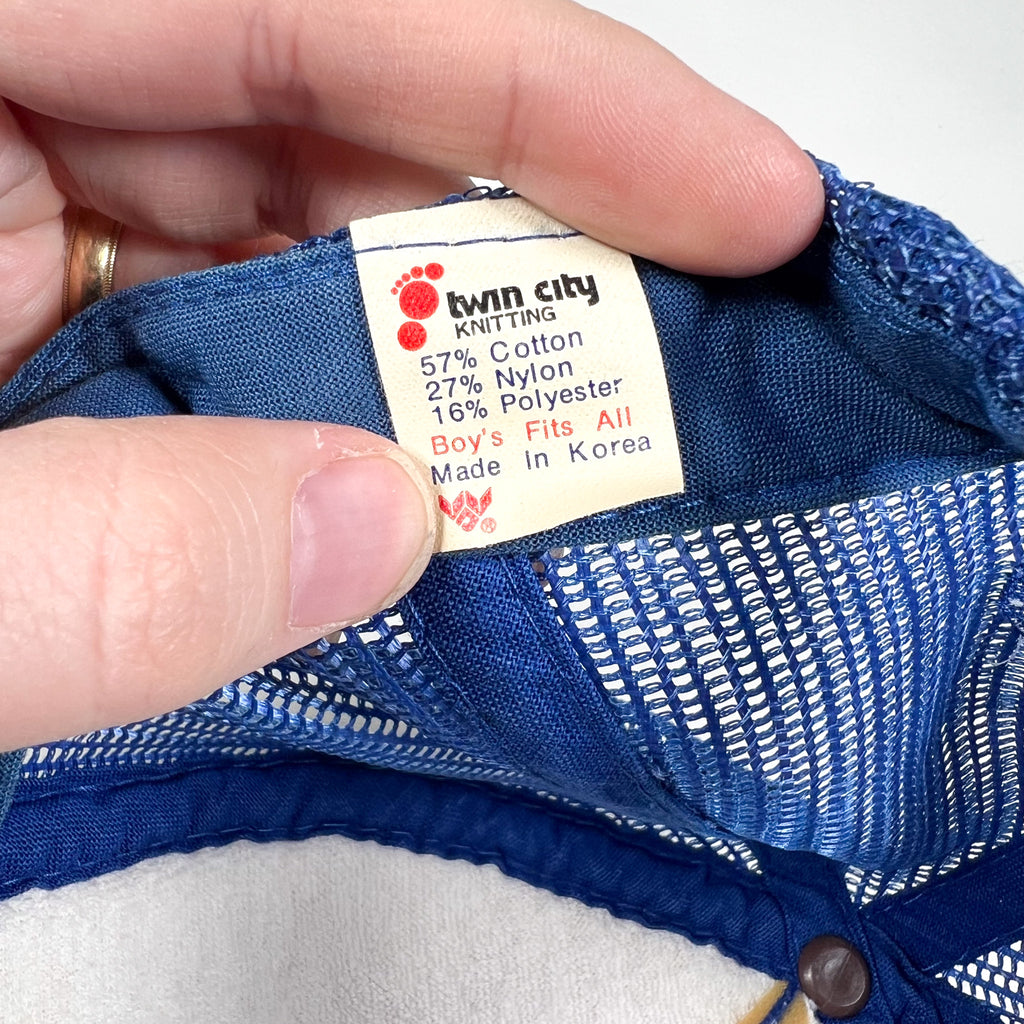 twin city
KNITTING
57% Cotton
27% Nylon
16% Polyester
Boy's Fits All
Made In Korea
®